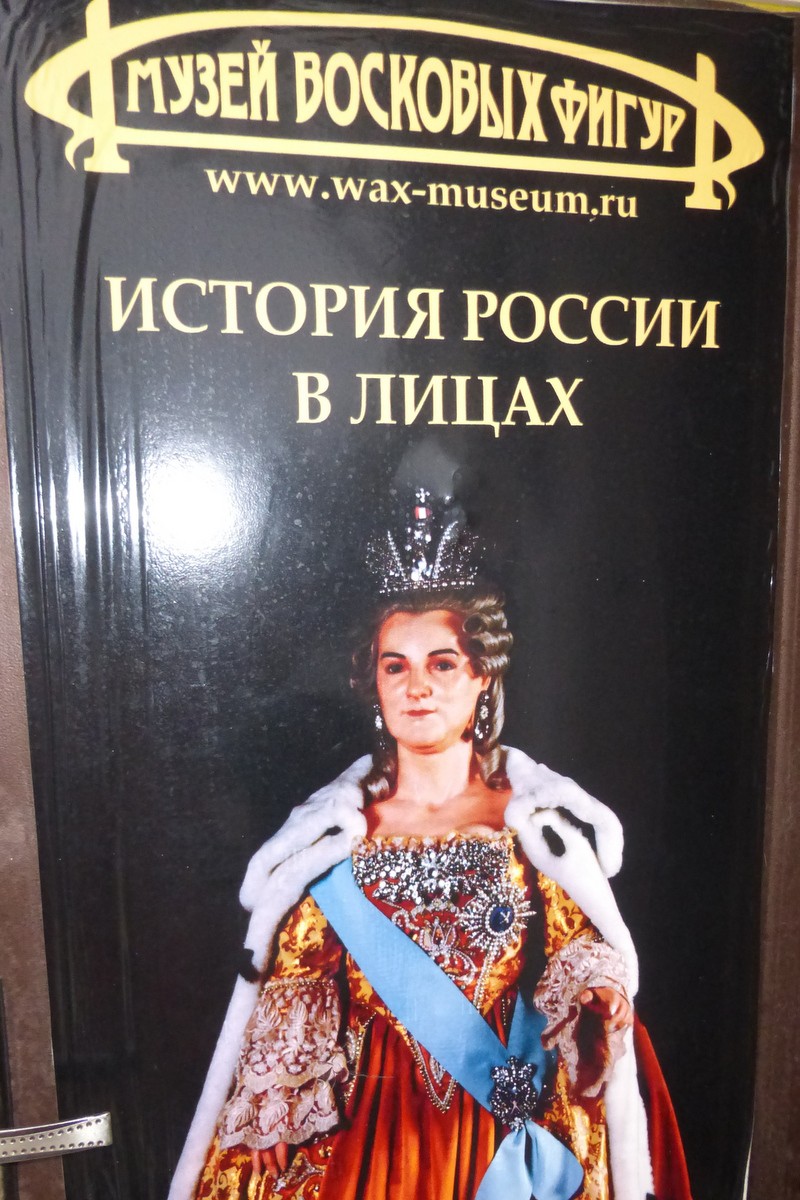 МУЗЕЙ ВОСКОВЫХ ФИГУР
www.wax-museum.ru
ИСТОРИЯ РОССИИ
В ЛИЦАХ